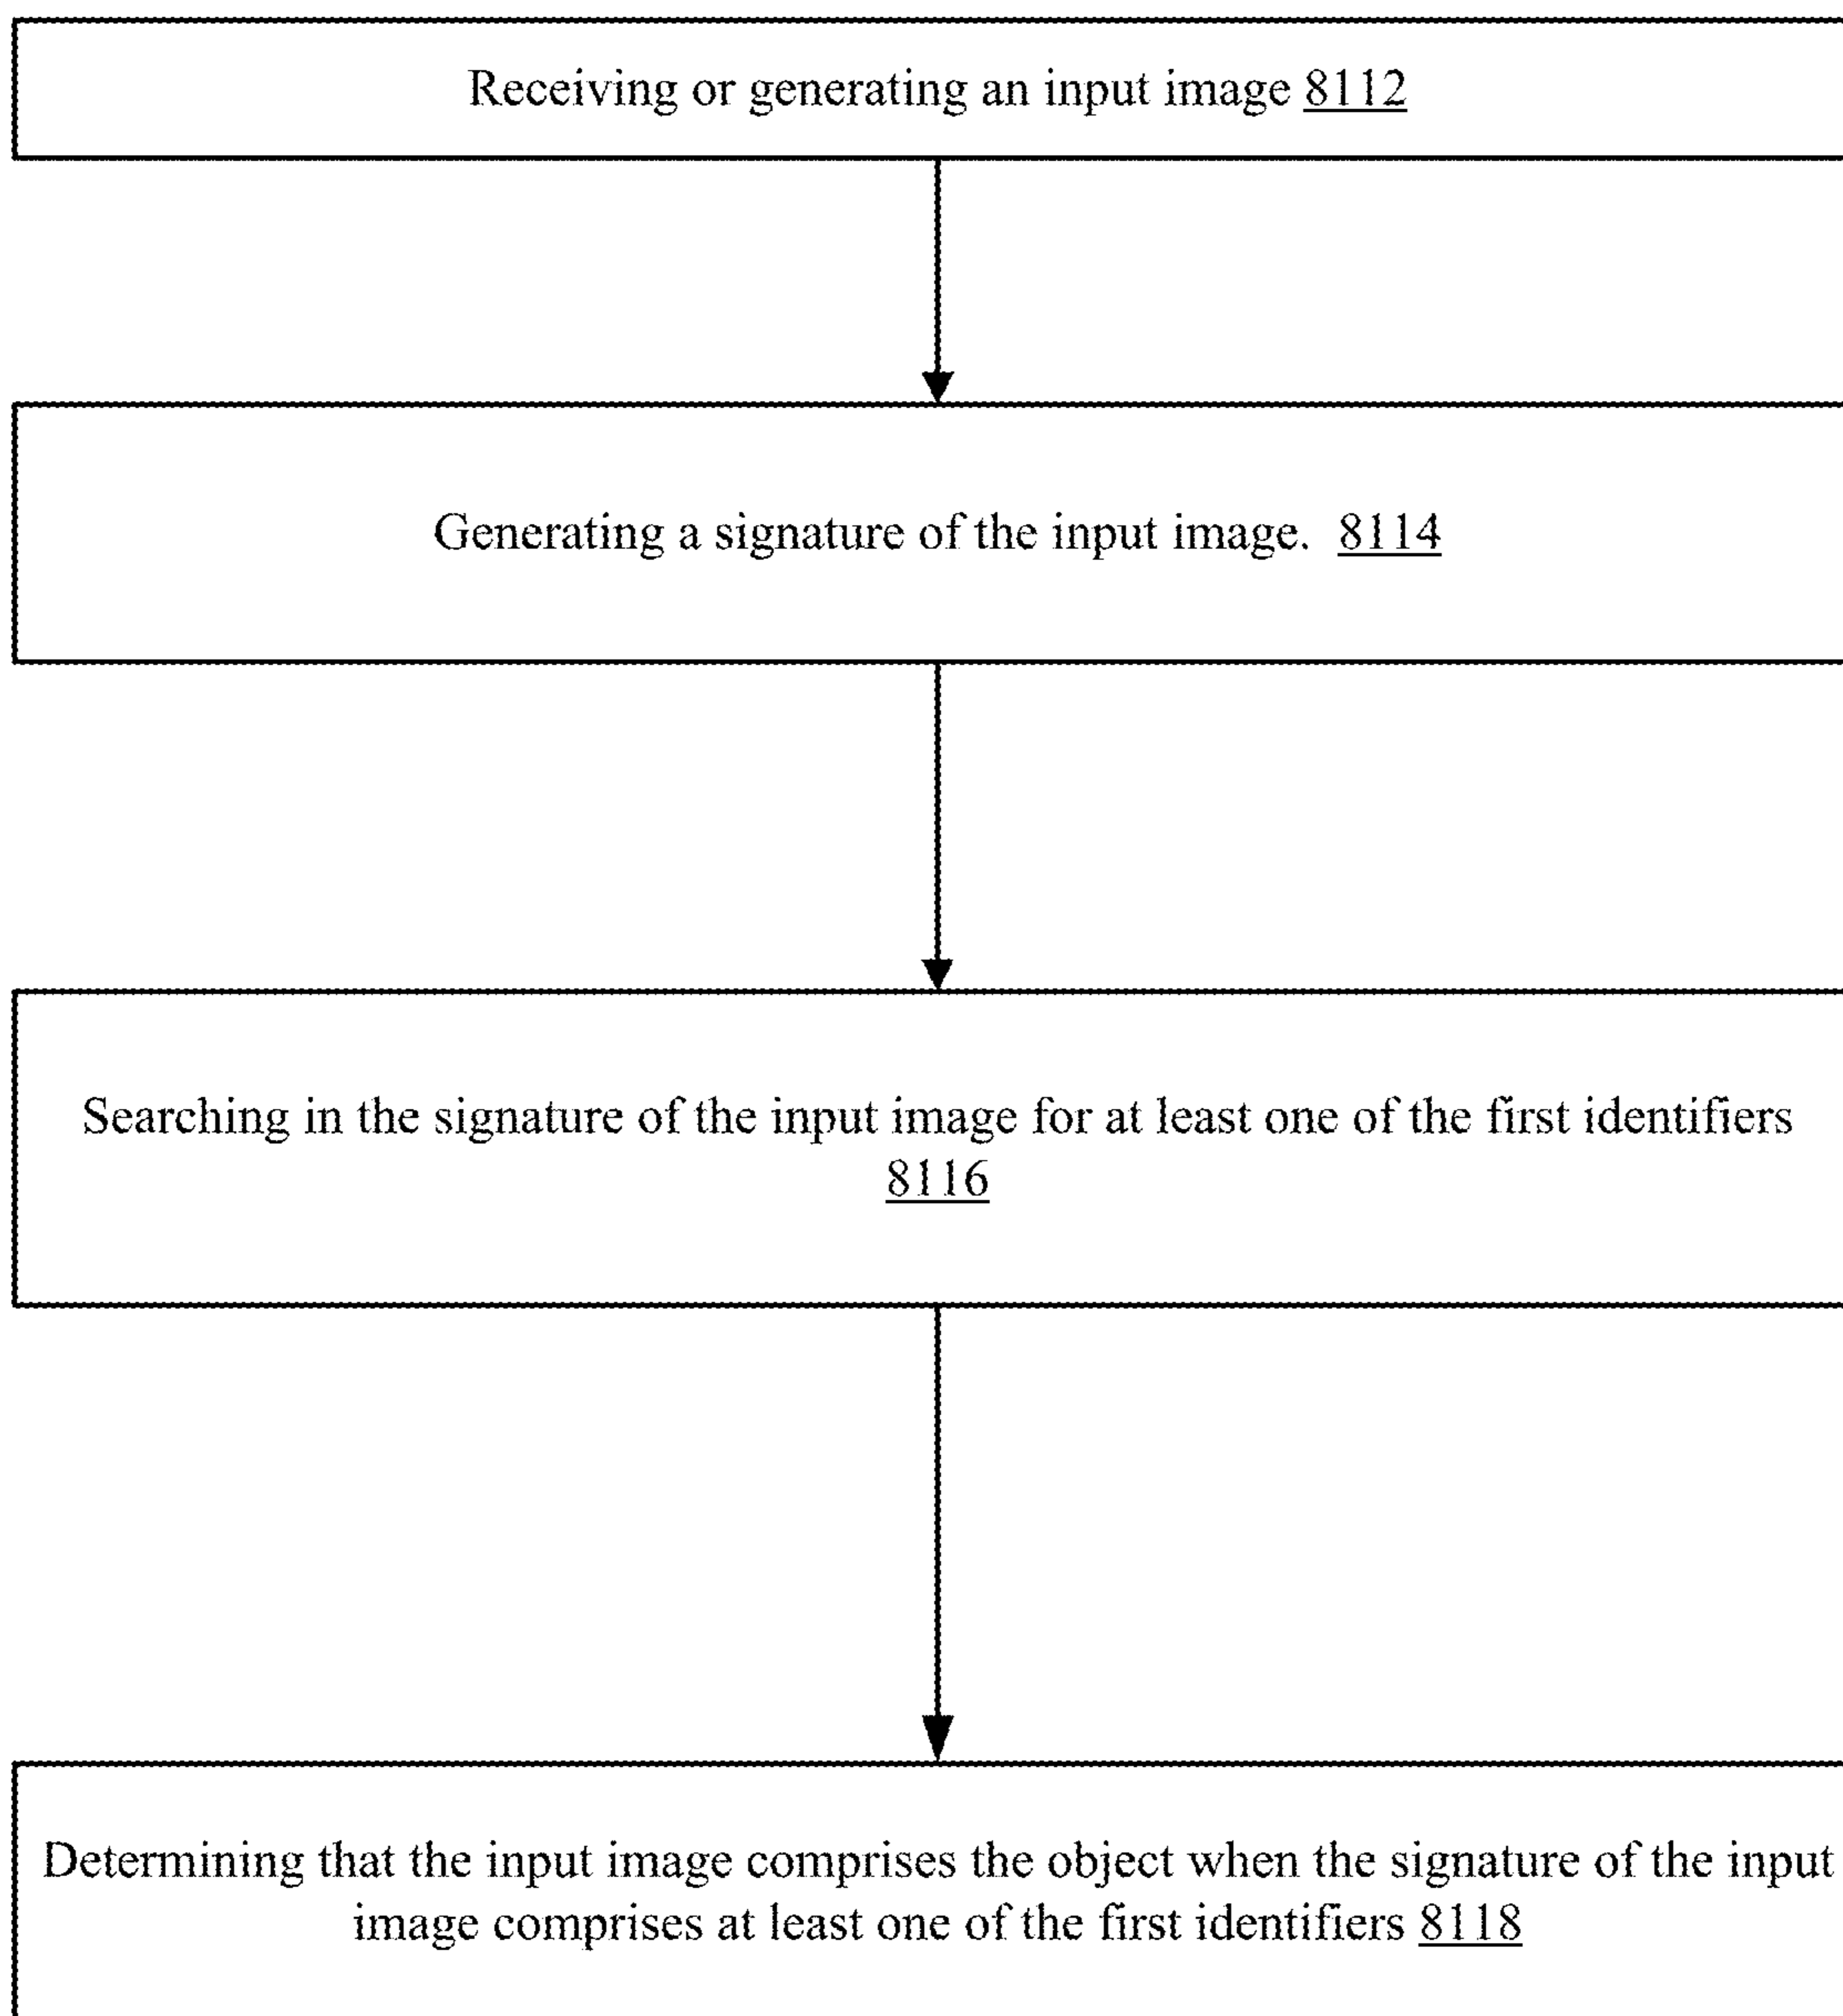 Receiving or generating an input image 8112
Generating a signature of the input image. 8114
Searching in the signature of the input image for at least one of the first identifiers
8116
Determining that the input image comprises the object when the signature of the input
image comprises at least one of the first identifiers 8118